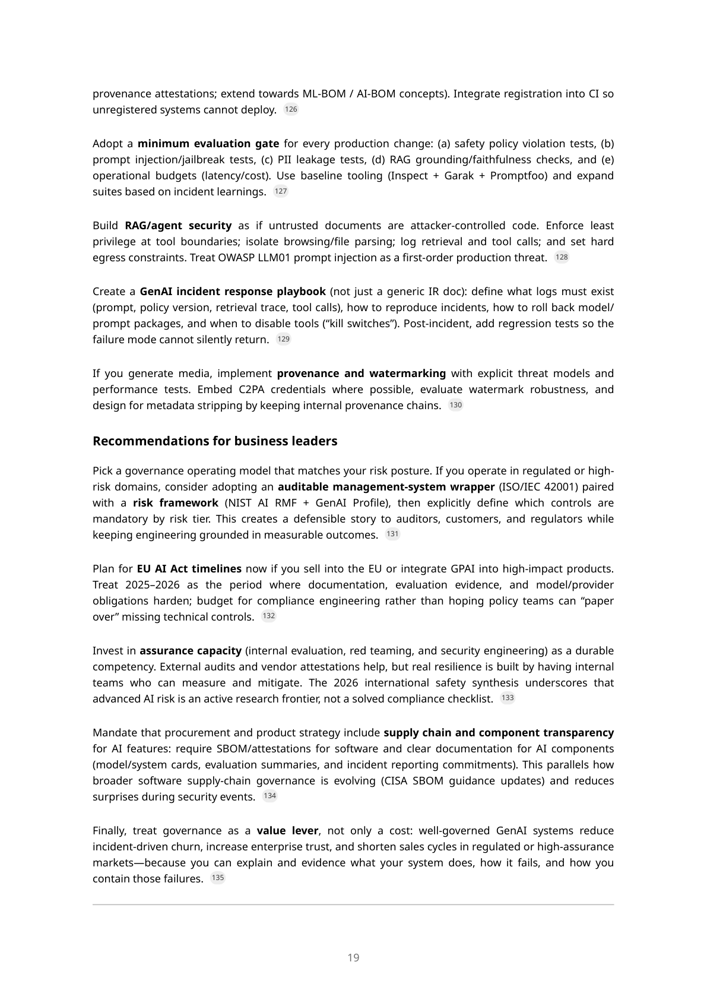 provenance attestations; extend towards ML-BOM / AI-BOM concepts). Integrate registration into CI so
unregistered systems cannot deploy. 126
Adopt a minimum evaluation gate for every production change: (a) safety policy violation tests, (b)
prompt injection/jailbreak tests, (c) PII leakage tests, (d) RAG grounding/faithfulness checks, and (e)
operational budgets (latency/cost). Use baseline tooling (Inspect + Garak + Promptfoo) and expand
suites based on incident learnings. 127
Build RAG/agent security as if untrusted documents are attacker-controlled code. Enforce least
privilege at tool boundaries; isolate browsing/file parsing; log retrieval and tool calls; and set hard
egress constraints. Treat OWASP LLM01 prompt injection as a first-order production threat. 128
Create a GenAI incident response playbook (not just a generic IR doc): define what logs must exist
(prompt, policy version, retrieval trace, tool calls), how to reproduce incidents, how to roll back model/
prompt packages, and when to disable tools (“kill switches”). Post-incident, add regression tests so the
failure mode cannot silently return. 129
If you generate media, implement provenance and watermarking with explicit threat models and
performance tests. Embed C2PA credentials where possible, evaluate watermark robustness, and
design for metadata stripping by keeping internal provenance chains. 130
Recommendations for business leaders
Pick a governance operating model that matches your risk posture. If you operate in regulated or high-
risk domains, consider adopting an auditable management-system wrapper (ISO/IEC 42001) paired
with a risk framework (NIST AI RMF + GenAI Profile), then explicitly define which controls are
mandatory by risk tier. This creates a defensible story to auditors, customers, and regulators while
keeping engineering grounded in measurable outcomes. 131
Plan for EU AI Act timelines now if you sell into the EU or integrate GPAI into high-impact products.
Treat 2025–2026 as the period where documentation, evaluation evidence, and model/provider
obligations harden; budget for compliance engineering rather than hoping policy teams can “paper
over” missing technical controls. 132
Invest in assurance capacity (internal evaluation, red teaming, and security engineering) as a durable
competency. External audits and vendor attestations help, but real resilience is built by having internal
teams who can measure and mitigate. The 2026 international safety synthesis underscores that
advanced AI risk is an active research frontier, not a solved compliance checklist. 133
Mandate that procurement and product strategy include supply chain and component transparency
for AI features: require SBOM/attestations for software and clear documentation for AI components
(model/system cards, evaluation summaries, and incident reporting commitments). This parallels how
broader software supply-chain governance is evolving (CISA SBOM guidance updates) and reduces
surprises during security events. 134
Finally, treat governance as a value lever, not only a cost: well-governed GenAI systems reduce
incident-driven churn, increase enterprise trust, and shorten sales cycles in regulated or high-assurance
markets—because you can explain and evidence what your system does, how it fails, and how you
contain those failures. 135
19